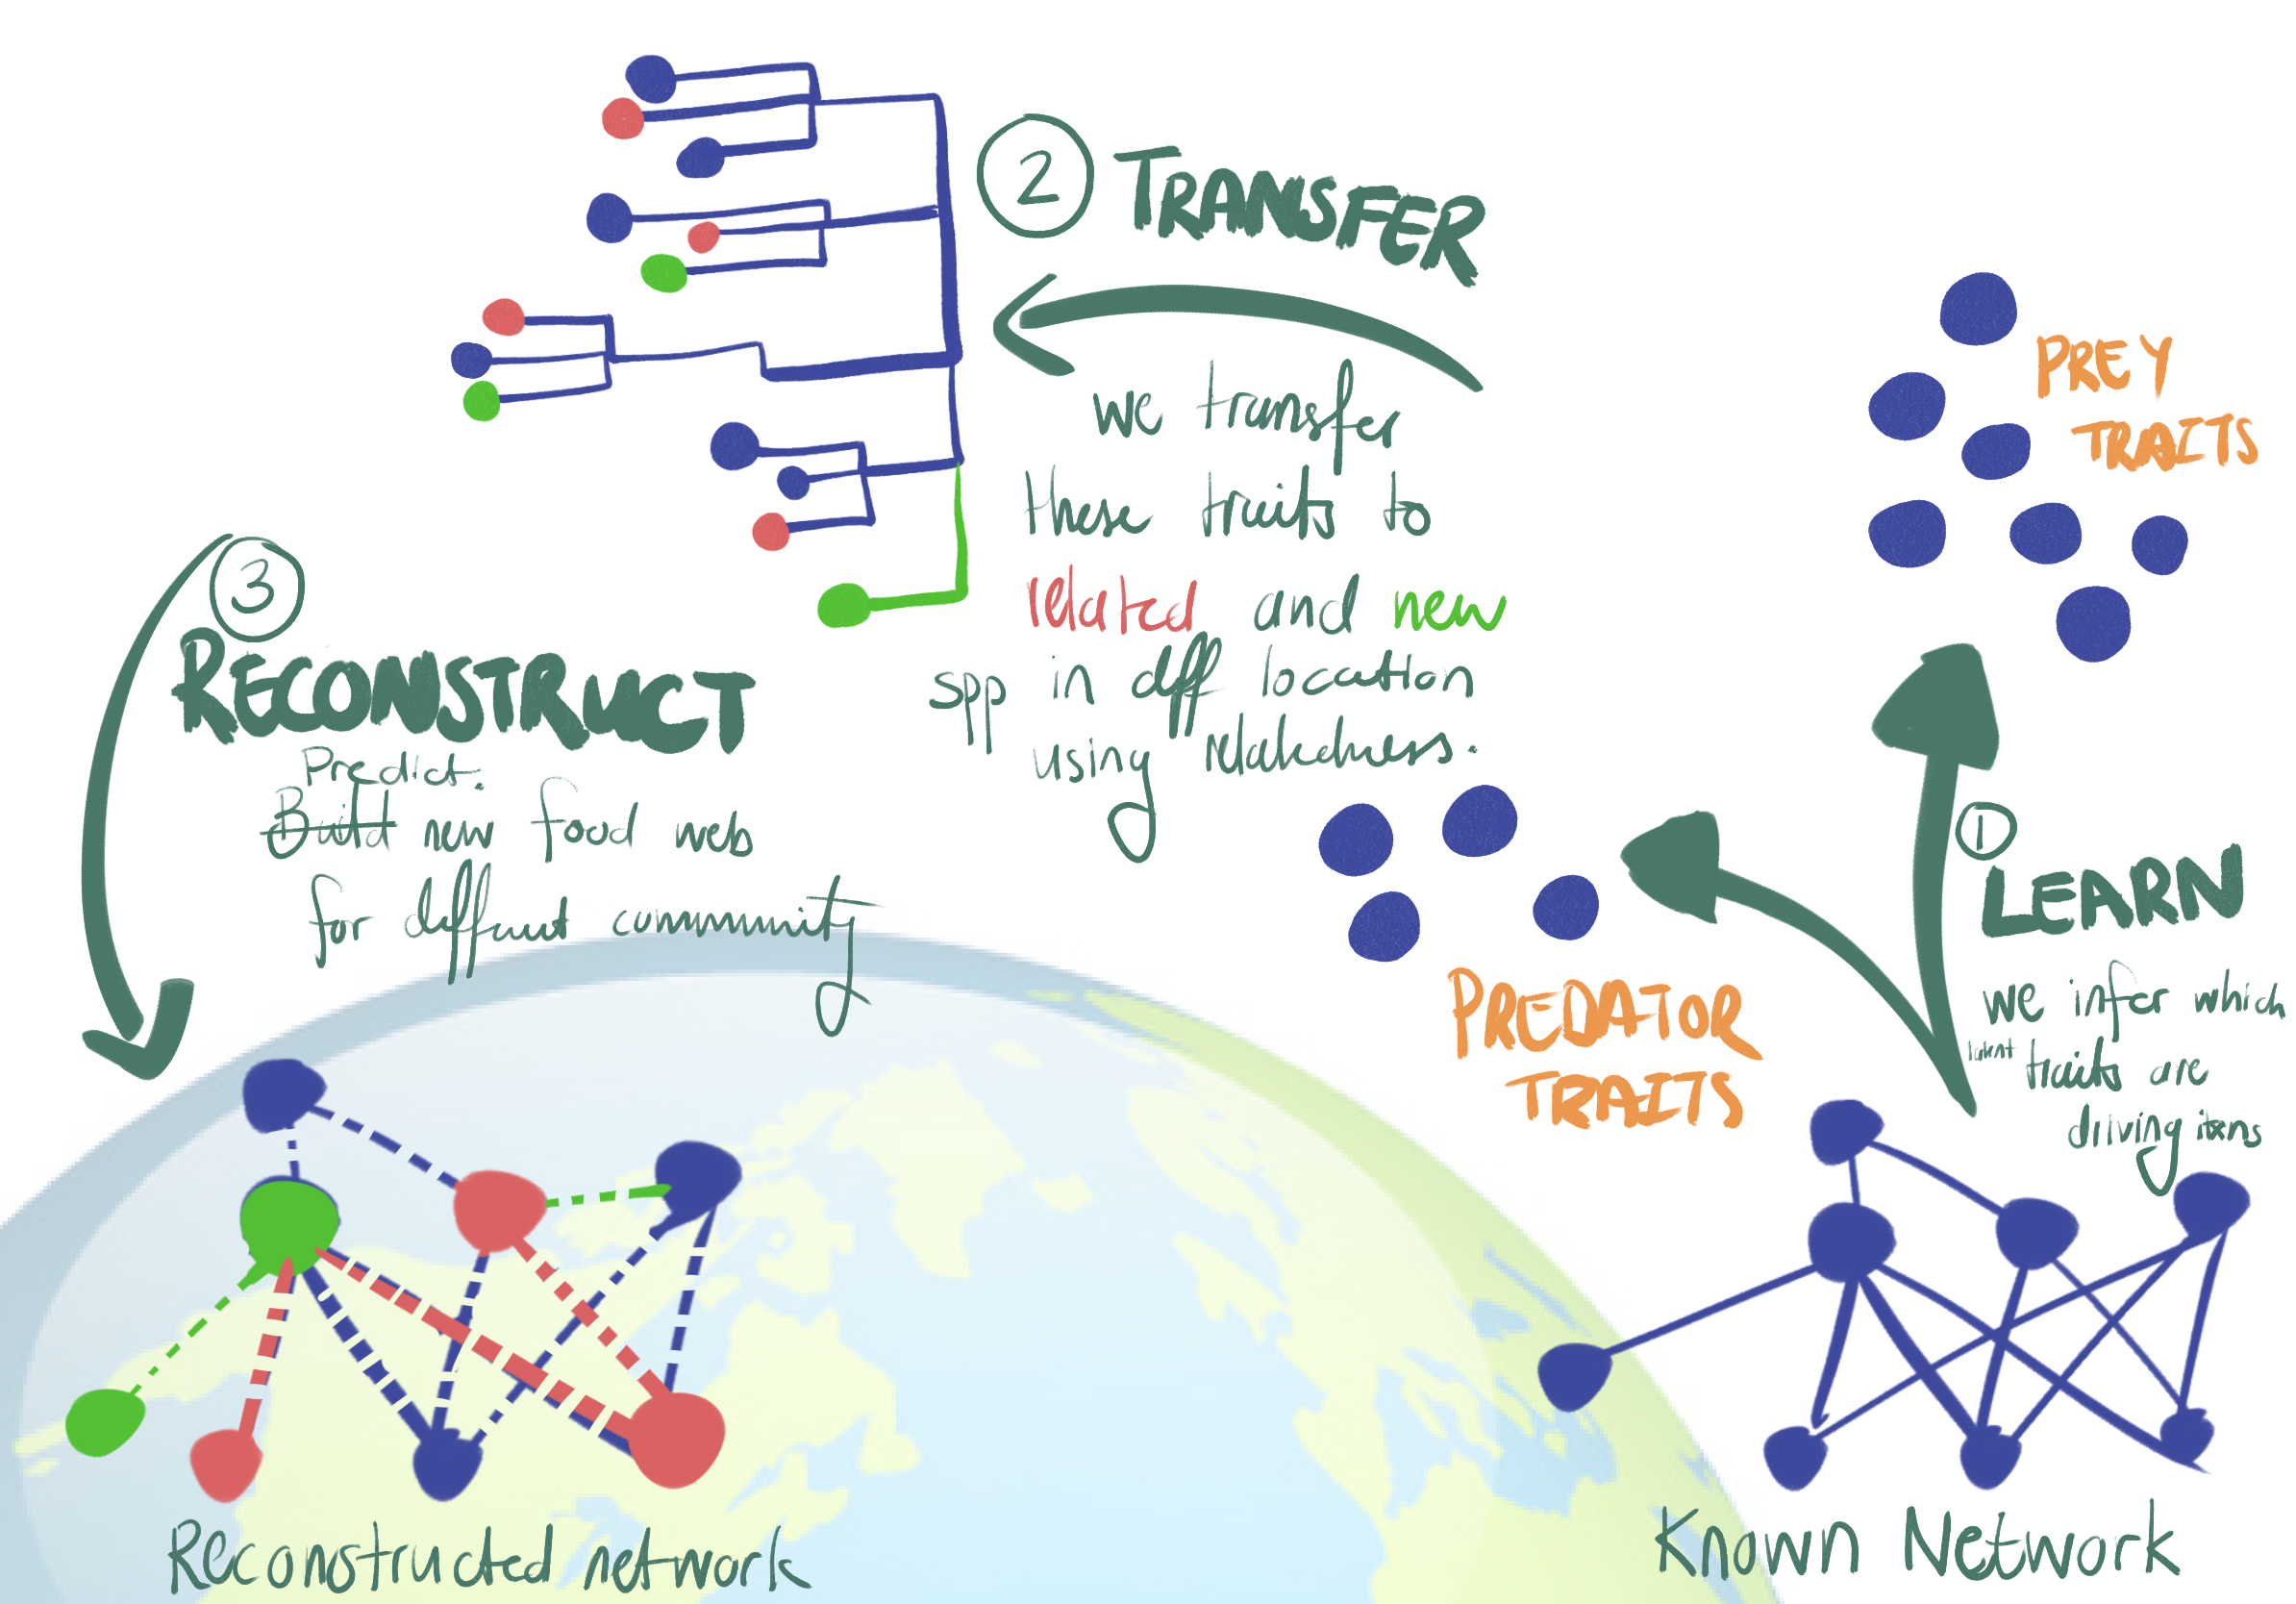 ① LEARN
we infer which
latent traits are
driving itxns
Known Network
PREY
TRAITS
PREDATOR
TRAITS
② TRANSFER
we transfer
these traits to
related and new
spp in diff location
using relatedness.
③
RECONSTRUCT
Predict.
Build new food web
for different community
Reconstructed network